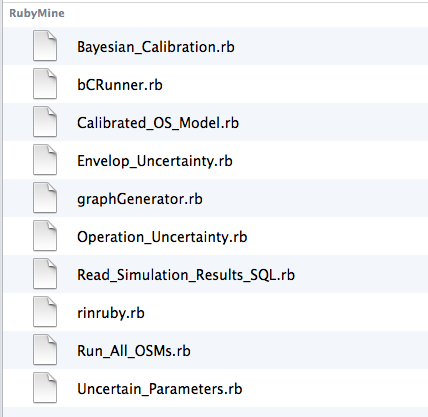 RubyMine
Bayesian_Calibration.rb
bCRunner.rb
Calibrated_OS_Model.rb
Envelop_Uncertainty.rb
graphGenerator.rb
Operation_Uncertainty.rb
Read_Simulation_Results_SQL.rb
rinruby.rb
Run_All_OSMs.rb
Uncertain_Parameters.rb